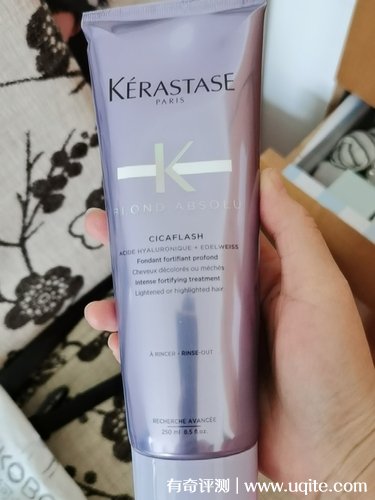 KÉRASTASE
PARIS
K
BLOND ABSOLU
CICAFLASH
ACIDE HYALURONIQUE + EDELWEISS
Fondant fortifiant profond
Cheveux décolorés ou méchés
Intense fortifying treatment
Lightened or highlighted hair
À RINCER - RINSE-OUT
RECHERCHE AVANCÉE
250 ml 8.5 fl.oz.
KOBO
有奇评测 | www.uqite.com